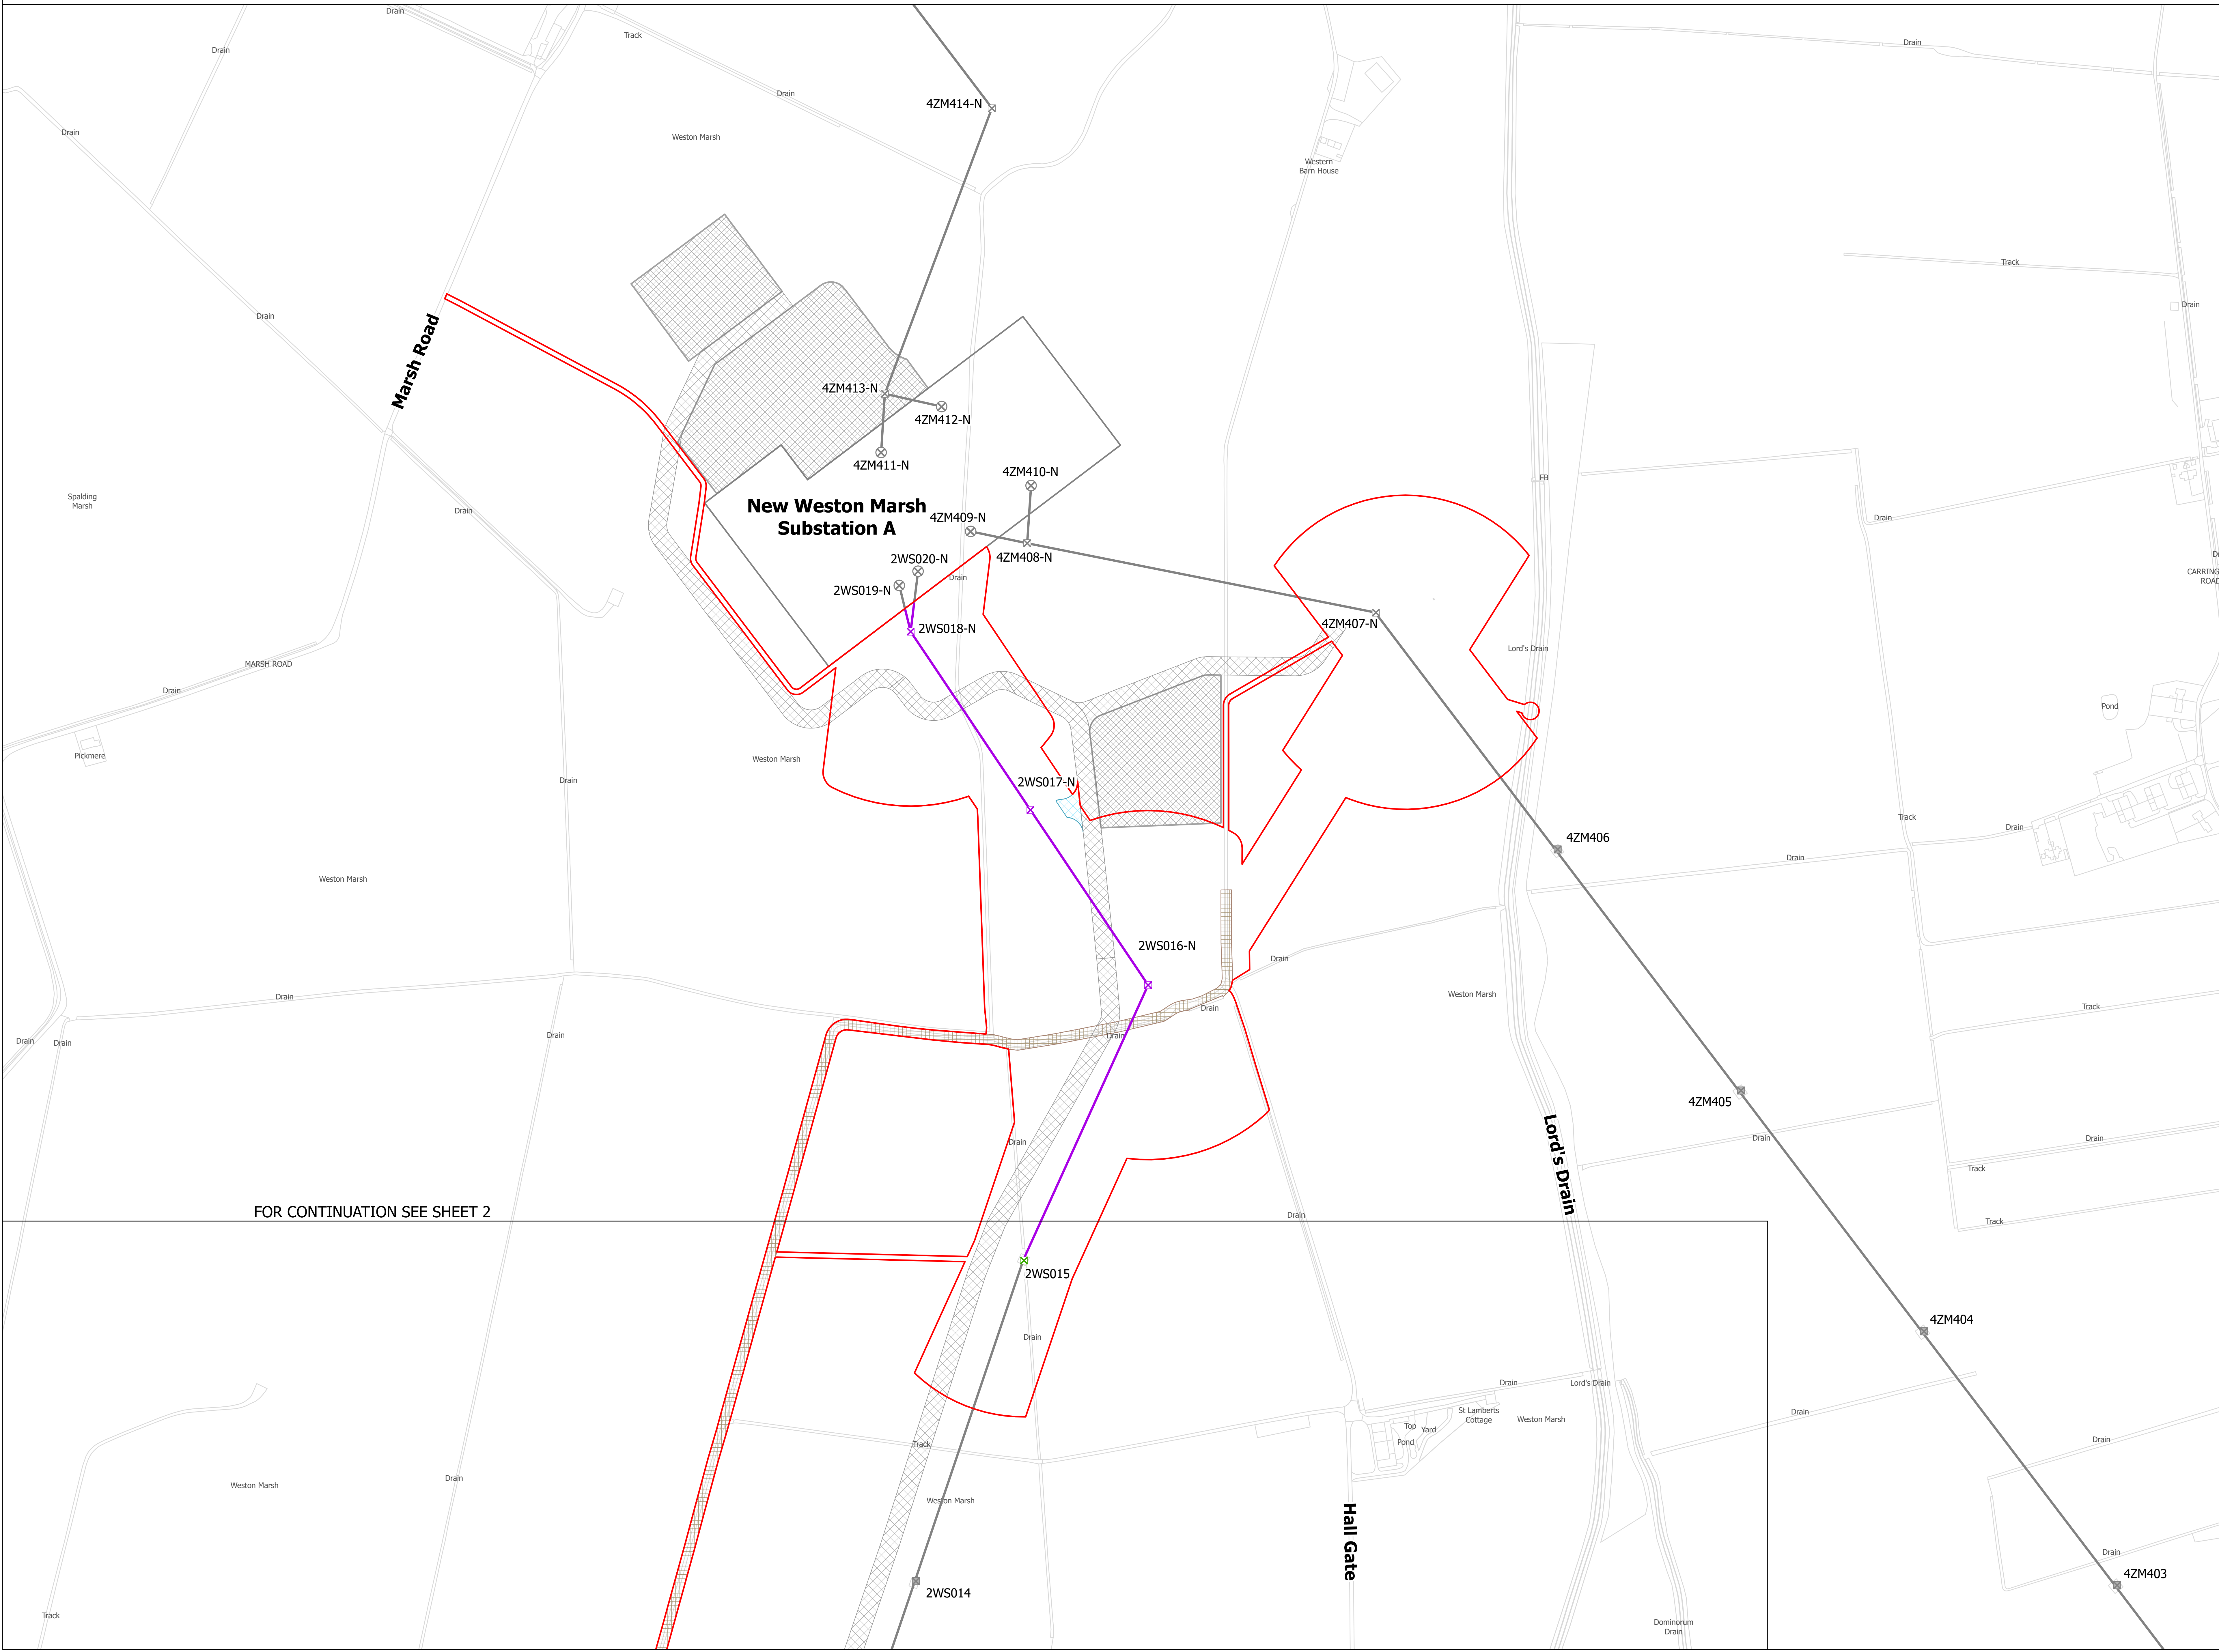 Drain
Track
Drain
Drain
Drain
Weston Marsh
4ZM414-N
Drain
Western
Barn House
Track
Drain
Drain
Marsh Road
4ZM413-N
4ZM412-N
4ZM411-N
4ZM410-N
FB
Spalding
Marsh
Drain
New Weston Marsh
Substation A
4ZM409-N
4ZM408-N
Drain
2WS020-N
Drain
2WS019-N
2WS018-N
4ZM407-N
CARRING
ROAD
Lord's Drain
MARSH ROAD
Drain
Pond
Pickmere
Weston Marsh
Drain
2WS017-N
Track
Drain
4ZM406
Drain
Weston Marsh
2WS016-N
Drain
Drain
Weston Marsh
Drain
Track
Drain
Drain
Drain
Drain
4ZM405
Drain
Drain
Drain
Track
Lord's Drain
FOR CONTINUATION SEE SHEET 2
Drain
Track
2WS015
4ZM404
Drain
Drain
Lord's Drain
Drain
St Lamberts
Cottage
Weston Marsh
Top
Yard
Pond
Drain
Track
Drain
Weston Marsh
Weston Marsh
Hall Gate
Drain
4ZM403
2WS014
Track
Dominorum
Drain